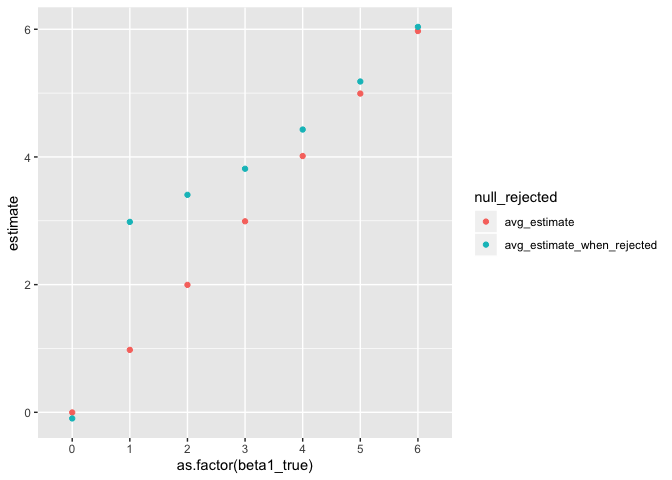 6
4
2
0
estimate
0 1 2 3 4 5 6
as.factor(beta1_true)
null_rejected
avg_estimate
avg_estimate_when_rejected